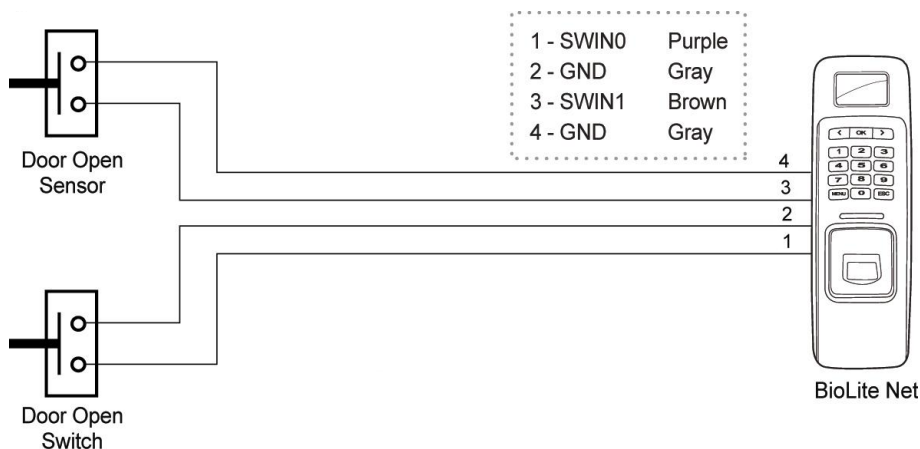 1 - SWIN0 Purple
2 - GND Gray
3 - SWIN1 Brown
4 - GND Gray
Door Open
Sensor
4
3
2
1
< OK >
1 2 3
4 5 6
7 8 9
MENU 0 ESC
BioLite Net
Door Open
Switch